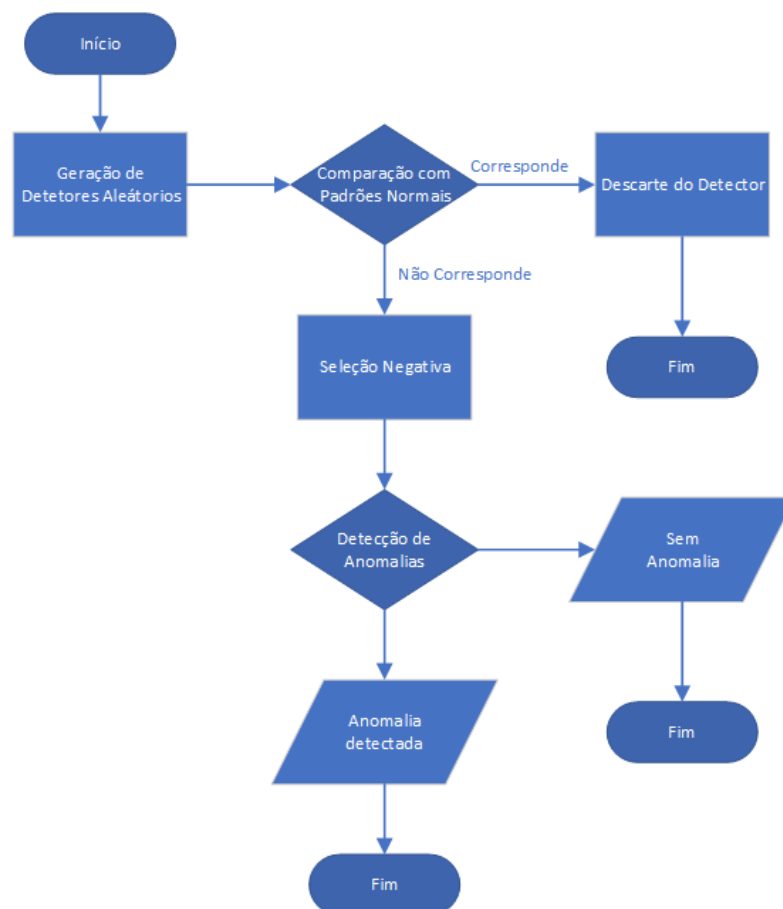 Início
Geração de
Detetores Aleátorios
Comparação com
Padrões Normais
Corresponde
Descarte do Detector
Não Corresponde
Seleção Negativa
Fim
Detecção de
Anomalias
Sem
Anomalia
Anomalia
detectada
Fim
Fim